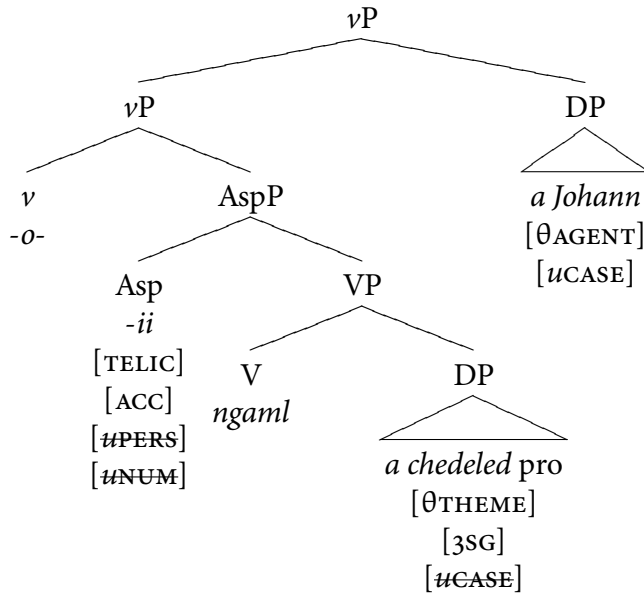 vP
vP DP
v AspP a Johann
-o- [θAGENT]
Asp VP [uCASE]
-ii
[TELIC] V DP
[ACC] ngaml
[uPERS] a chedeled pro
[uNUM] [θTHEME]
[3SG]
[uCASE]